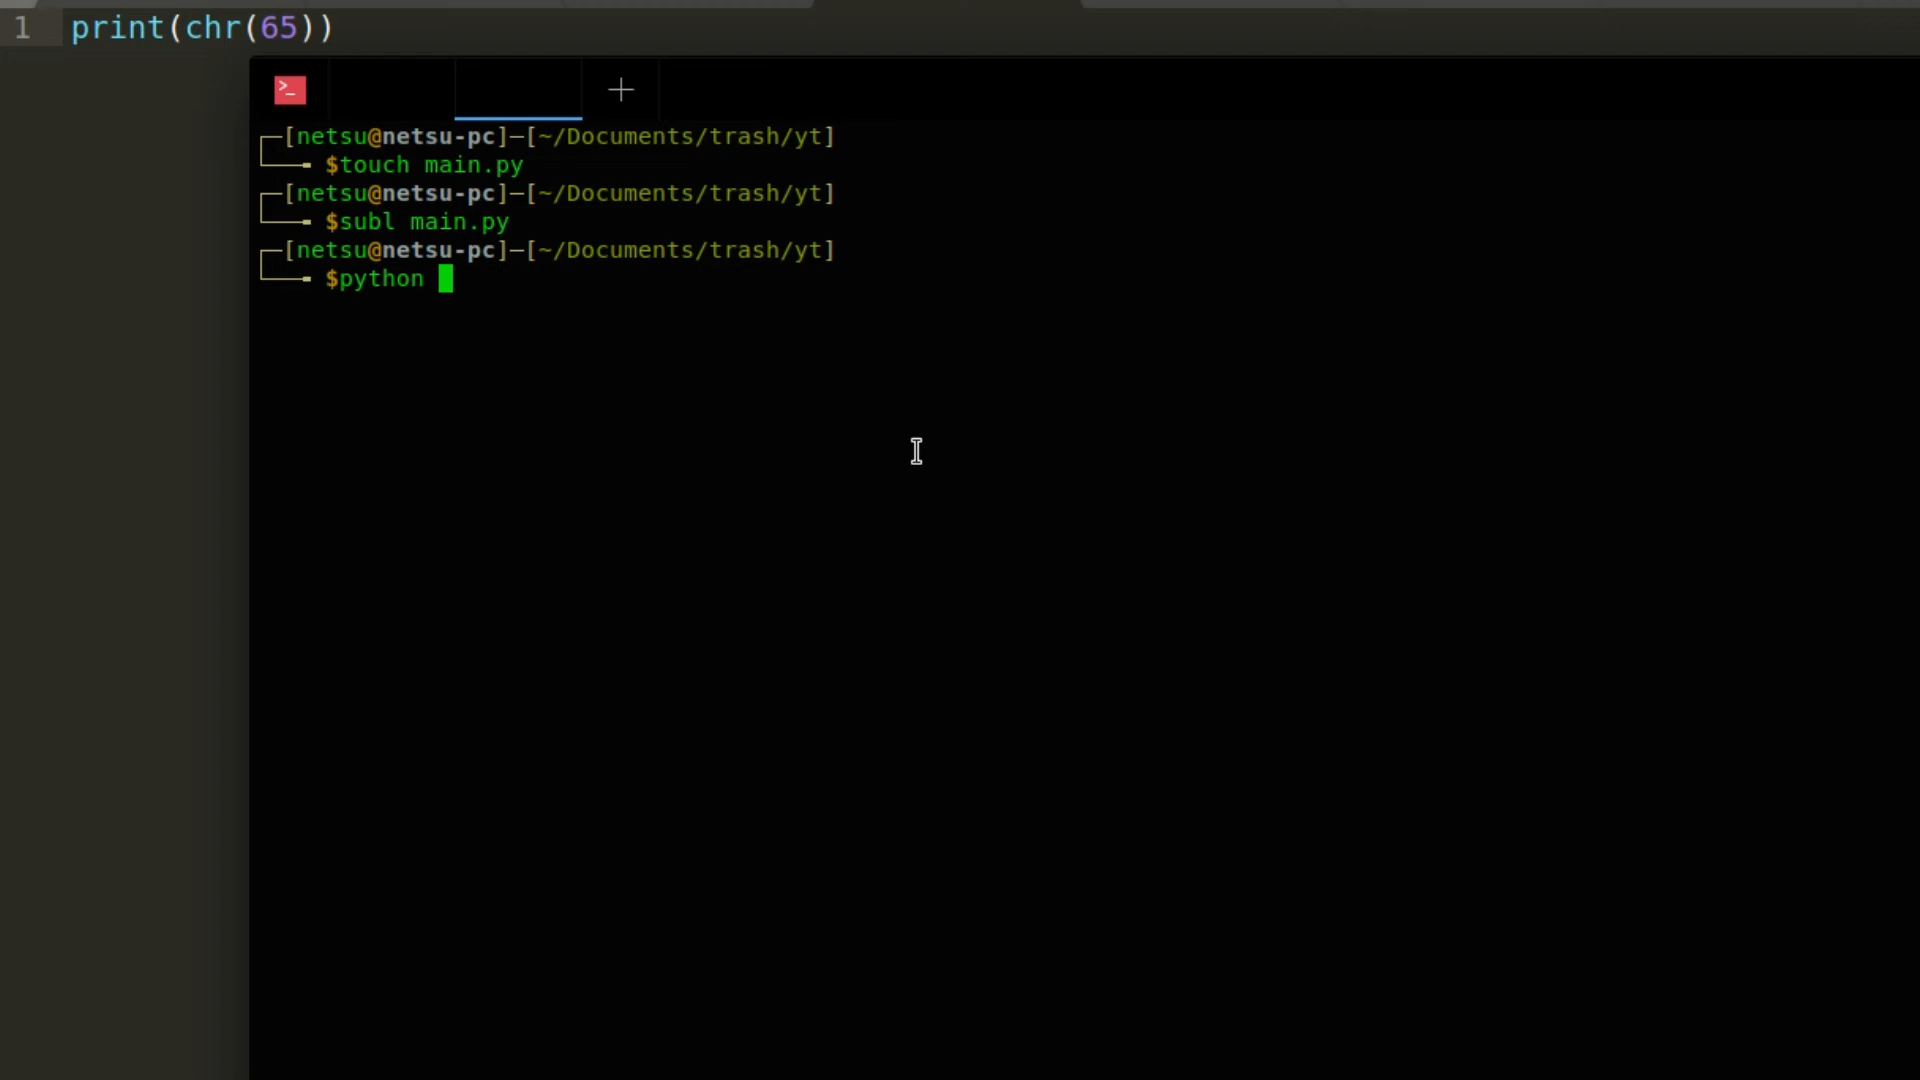 1 print(chr(65))
┌─[netsu@netsu-pc]─[~/Documents/trash/yt]
└──╼ $touch main.py
┌─[netsu@netsu-pc]─[~/Documents/trash/yt]
└──╼ $subl main.py
┌─[netsu@netsu-pc]─[~/Documents/trash/yt]
└──╼ $python